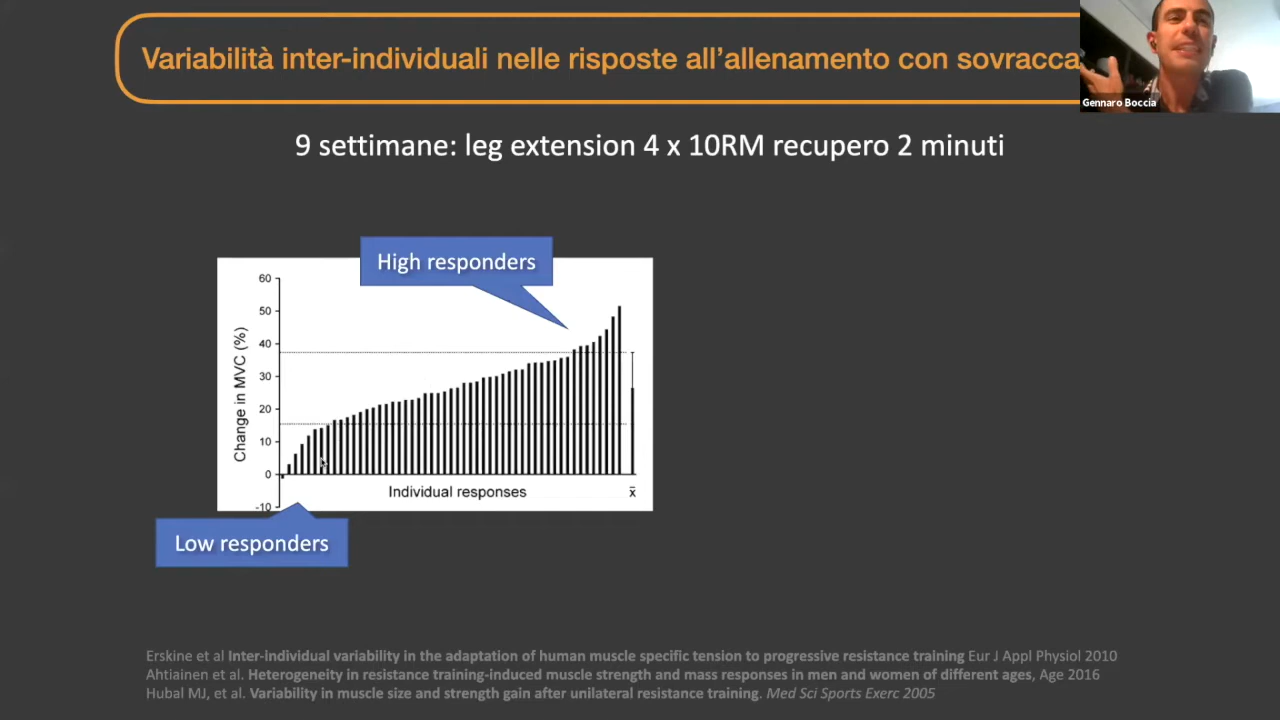 Variabilità inter-individuali nelle risposte all'allenamento con sovracca
Gennaro Boccia
9 settimane: leg extension 4 x 10RM recupero 2 minuti
High responders
60
50
40
30
20
10
0
-10
Change in MVC (%)
Individual responses
x̄
Low responders
Erskine et al Inter-individual variability in the adaptation of human muscle specific tension to progressive resistance training Eur J Appl Physiol 2010
Ahtiainen et al. Heterogeneity in resistance training-induced muscle strength and mass responses in men and women of different ages, Age 2016
Hubal MJ, et al. Variability in muscle size and strength gain after unilateral resistance training. Med Sci Sports Exerc 2005